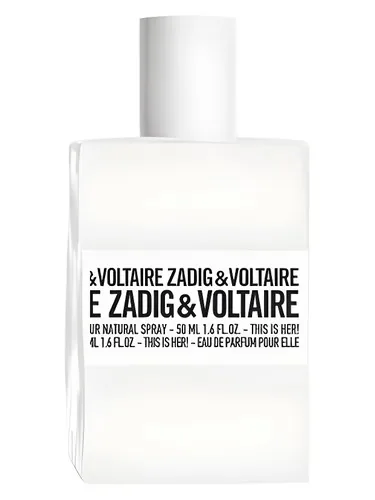 &VOLTAIRE ZADIG&VOLTAIRE
E ZADIG&VOLTAIRE
UR NATURAL SPRAY – 50 ML 1.6 FL.OZ. – THIS IS HER!
ML 1.6 FL.OZ. – THIS IS HER! – EAU DE PARFUM POUR ELLE